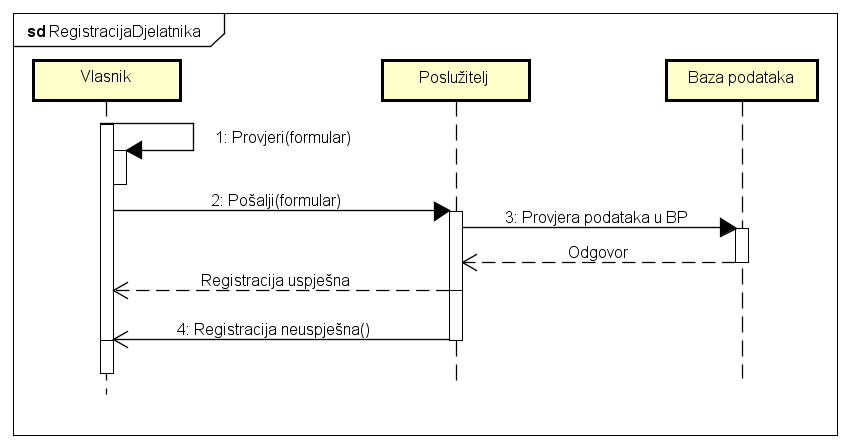 sd RegistracijaDjelatnika
Vlasnik
Poslužitelj
Baza podataka
1: Provjeri(formular)
2: Pošalji(formular)
3: Provjera podataka u BP
Odgovor
Registracija uspješna
4: Registracija neuspješna()